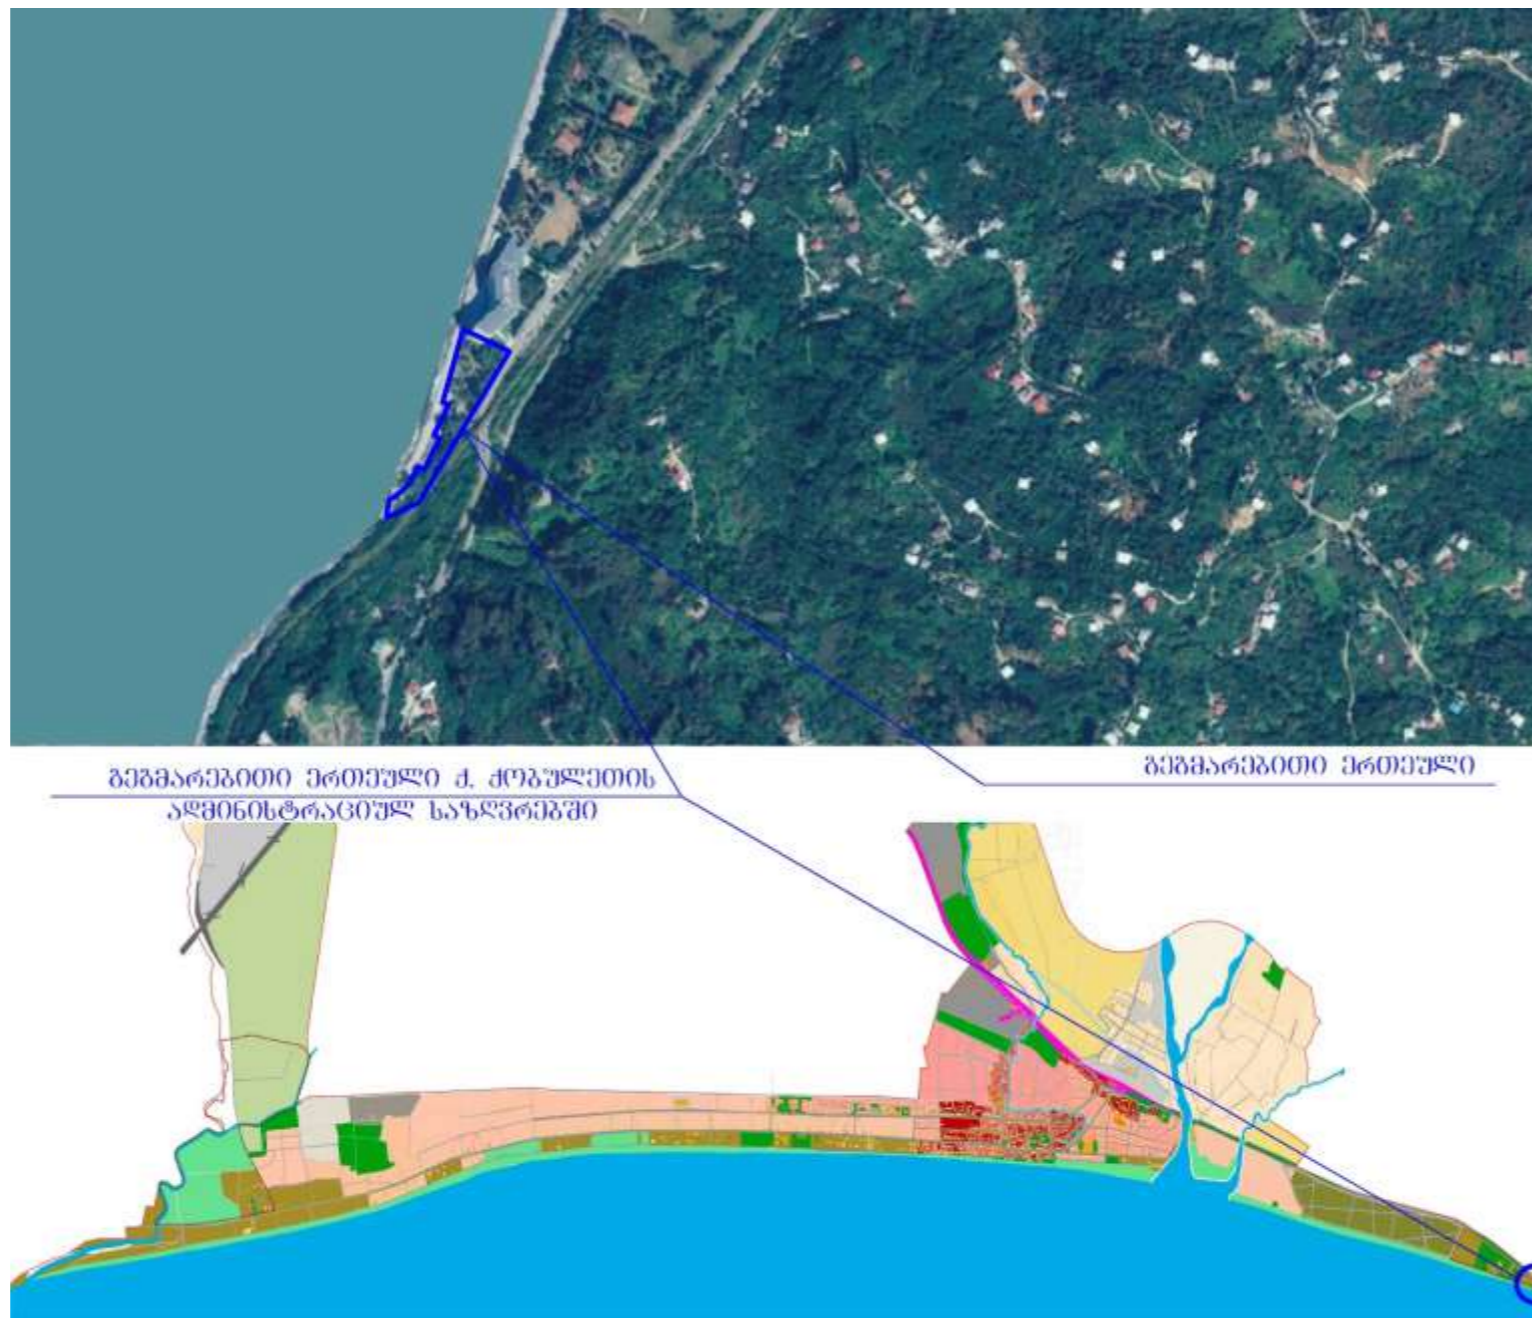 გეგმარებითი ერთეული ქ. ქობულეთის
ადმინისტრაციულ საზღვრებში
გეგმარებითი ერთეული